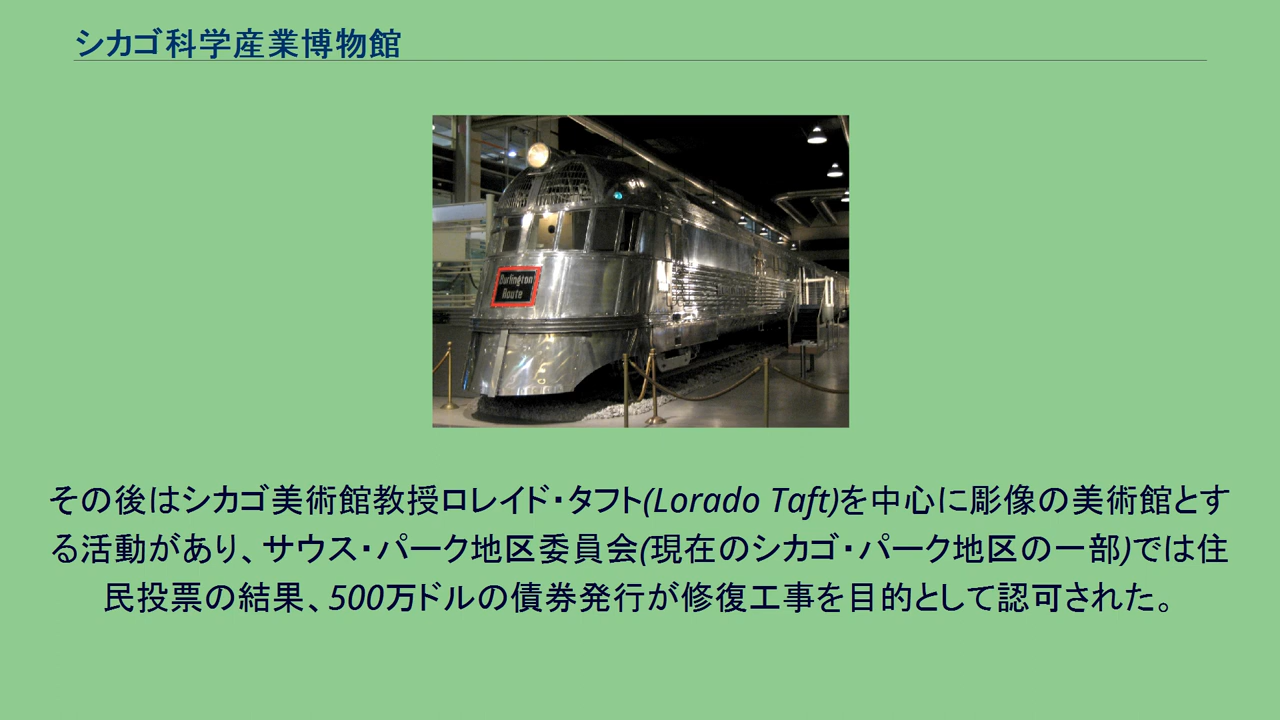 シカゴ科学産業博物館
Burlington
Route
その後はシカゴ美術館教授ロレイド・タフト(Lorado Taft)を中心に彫像の美術館とす
る活動があり、サウス・パーク地区委員会(現在のシカゴ・パーク地区の一部)では住
民投票の結果、500万ドルの債券発行が修復工事を目的として認可された。